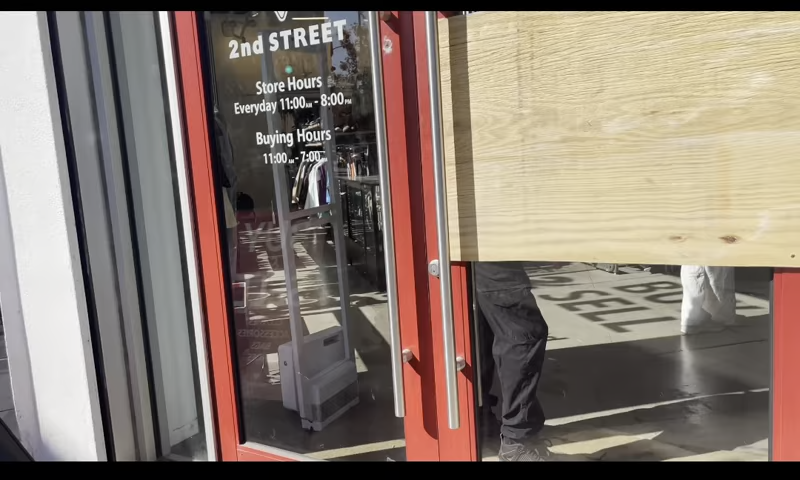 2nd STREET
Store Hours
Everyday 11:00AM - 8:00PM
Buying Hours
11:00AM - 7:00PM
SELL